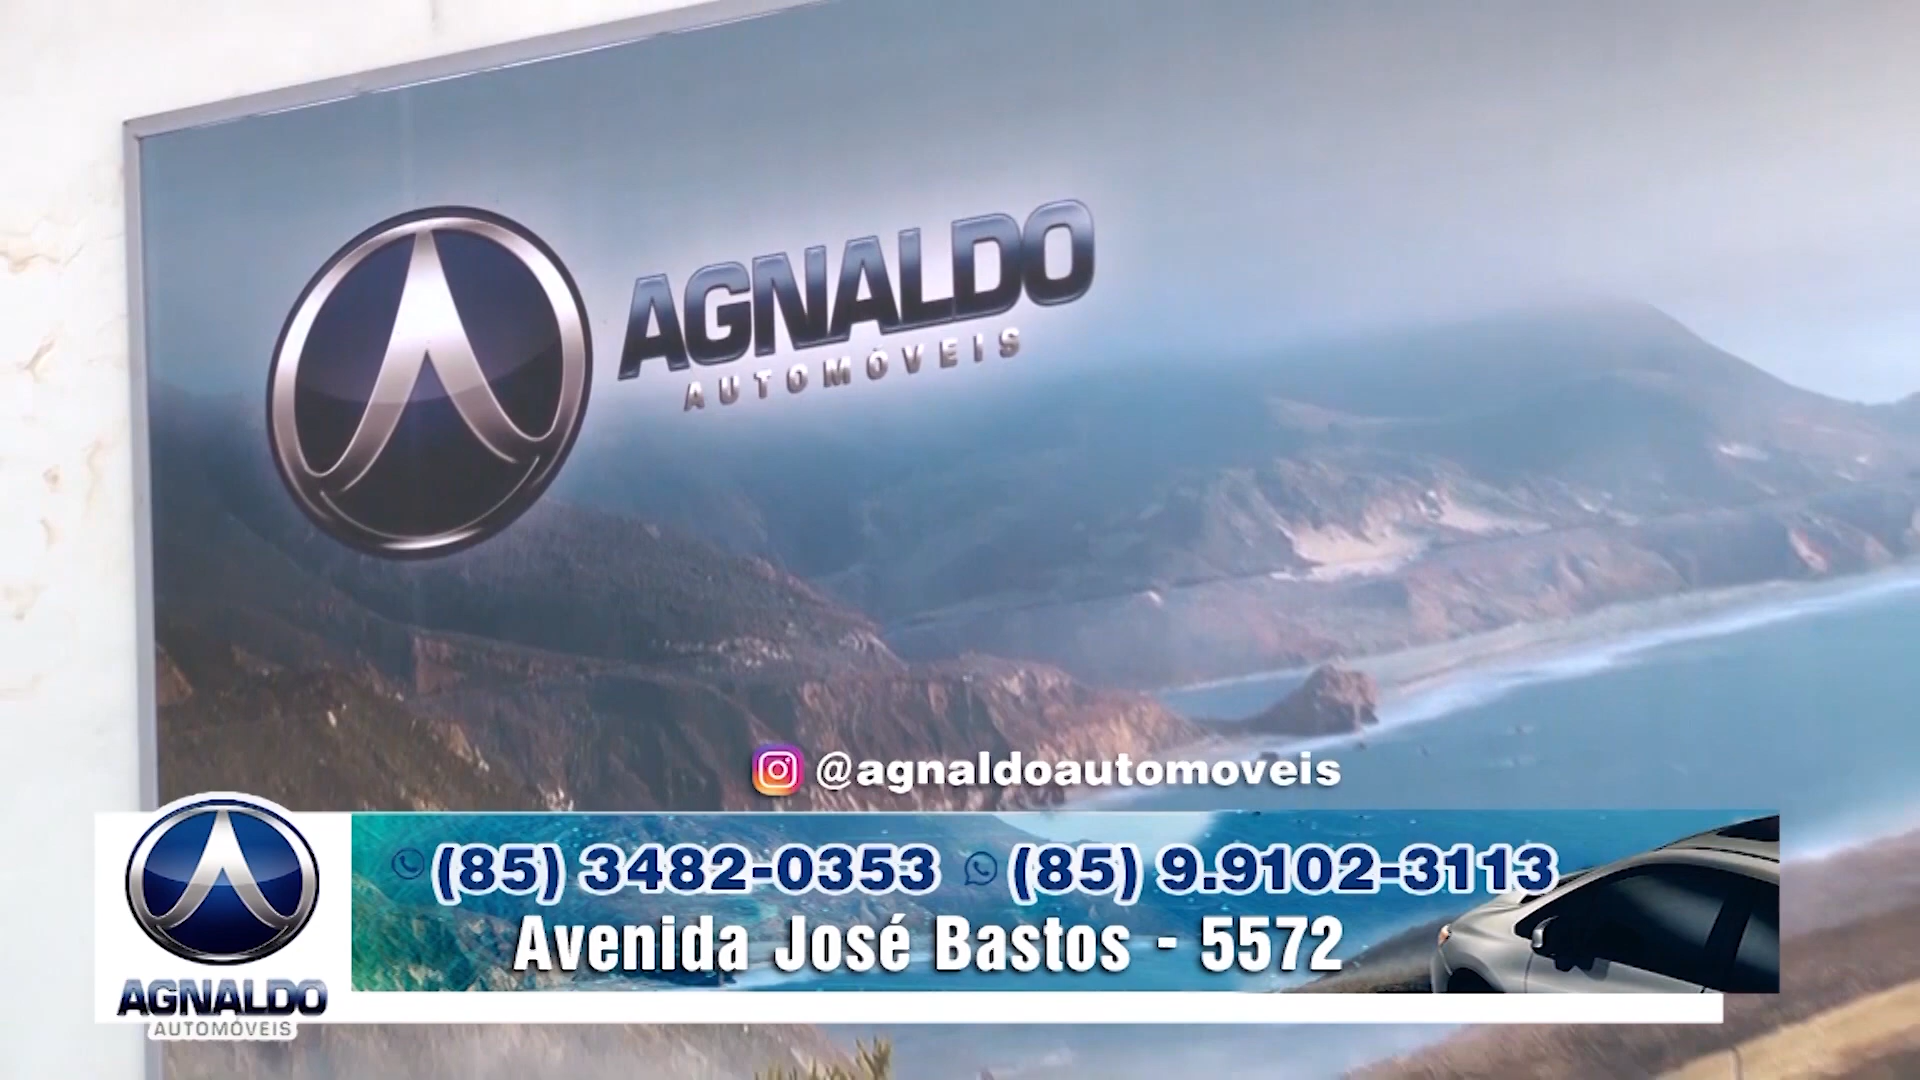 AGNALDO
AUTOMÓVEIS
@agnaldoautomoveis
(85) 3482-0353 (85) 9.9102-3113
Avenida José Bastos - 5572
AGNALDO
AUTOMÓVEIS